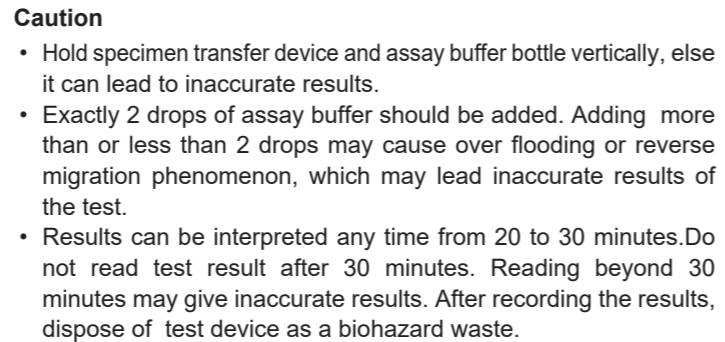 Caution
• Hold specimen transfer device and assay buffer bottle vertically, else
it can lead to inaccurate results.
• Exactly 2 drops of assay buffer should be added. Adding  more
than or less than 2 drops may cause over flooding or reverse
migration phenomenon, which may lead inaccurate results of
the test.
• Results can be interpreted any time from 20 to 30 minutes.Do
not read test result after 30 minutes. Reading beyond 30
minutes may give inaccurate results. After recording the results,
dispose of  test device as a biohazard waste.